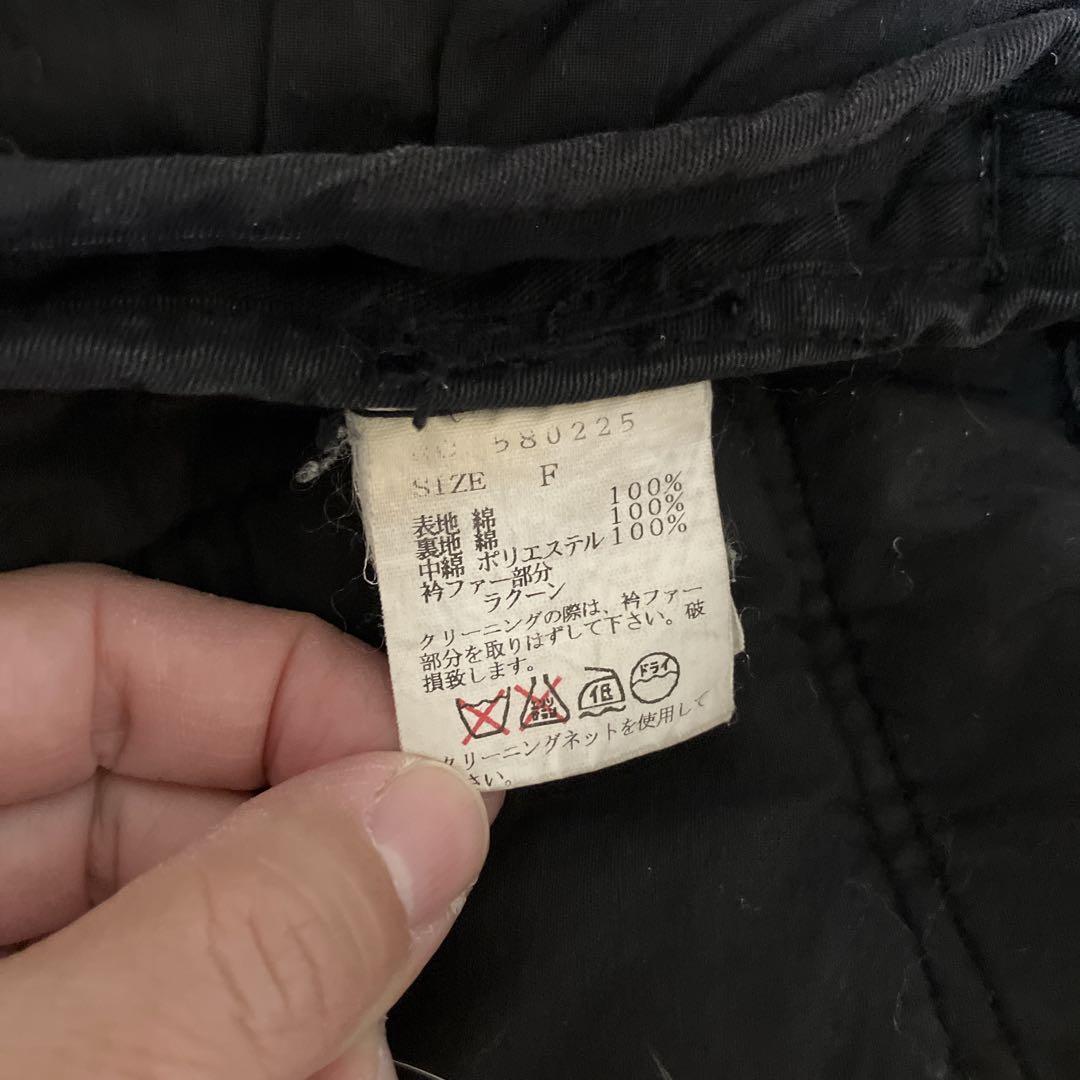 580225
SIZE F
表地 綿 100%
裏地 綿 100%
中綿 ポリエステル 100%
衿ファー部分
ラクーン
クリーニングの際は、衿ファー
部分を取りはずして下さい。破
損致します。
低 ドライ
クリーニングネットを使用して
さい。